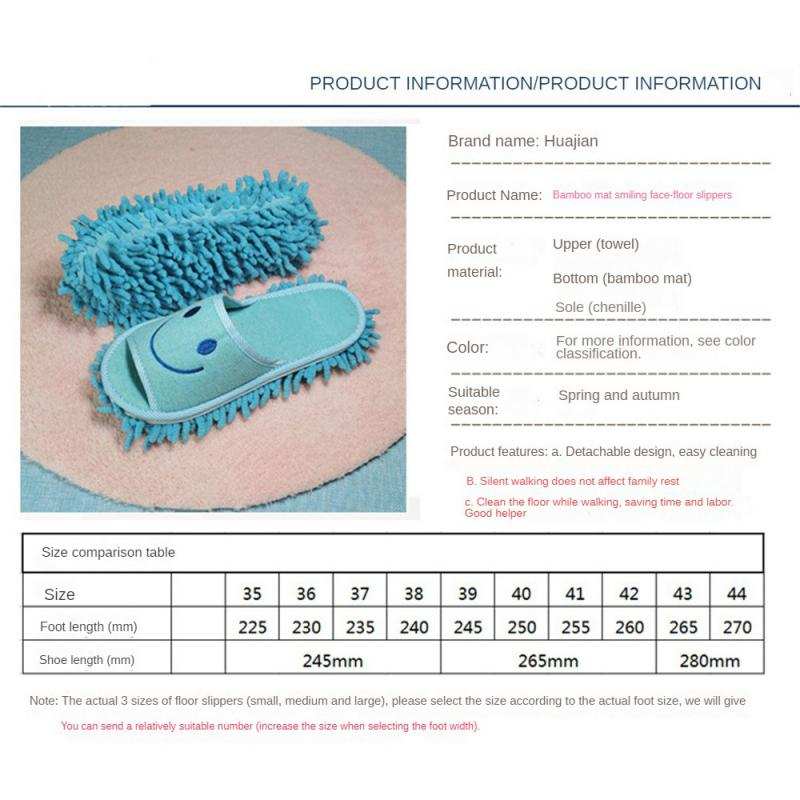 PRODUCT INFORMATION/PRODUCT INFORMATION
Brand name: Huajian
Product Name: Bamboo mat smiling face-floor slippers
Product
material:
Upper (towel)
Bottom (bamboo mat)
Sole (chenille)
Color:
For more information, see color
classification.
Suitable
season:
Spring and autumn
Product features: a. Detachable design, easy cleaning
B. Silent walking does not affect family rest
c. Clean the floor while walking, saving time and labor.
Good helper
Size comparison table
Size 35 36 37 38 39 40 41 42 43 44
Foot length (mm) 225 230 235 240 245 250 255 260 265 270
Shoe length (mm) 245mm 265mm 280mm
Note: The actual 3 sizes of floor slippers (small, medium and large), please select the size according to the actual foot size, we will give
You can send a relatively suitable number (increase the size when selecting the foot width).